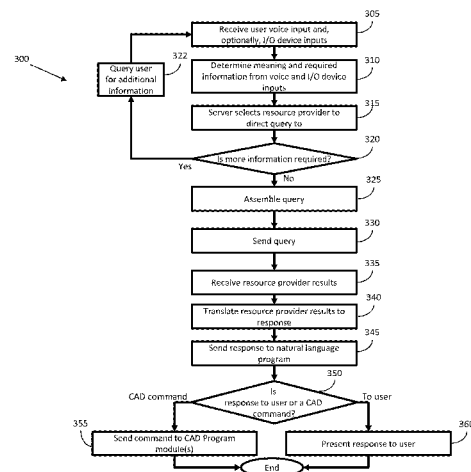 305
Receive user voice input and,
optionally, I/O device inputs
300
322
Query user
for additional
information
310
Determine meaning and required
information from voice and I/O device
inputs
315
Server selects resource provider to
direct query to
320
Is more information required?
Yes
No
325
Assemble query
330
Send query
335
Receive resource provider results
340
Translate resource provider results to
response
345
Send response to natural language
program
350
Is
response to user or a CAD
command?
CAD command
To user
355
Send command to CAD Program
module(s)
360
Present response to user
End